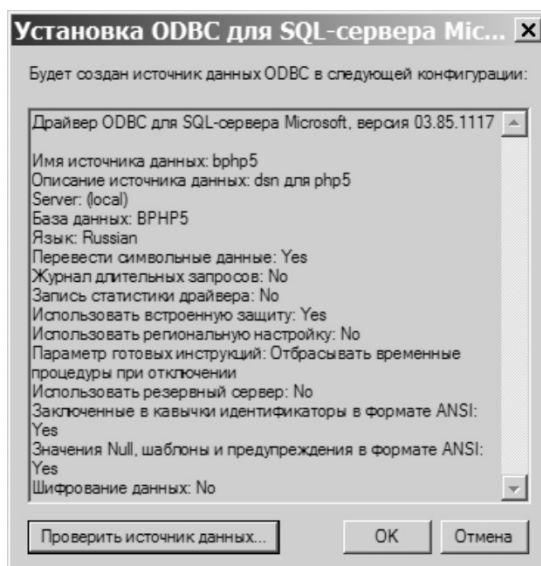 Установка ODBC для SQL-сервера Mic...
Будет создан источник данных ODBC в следующей конфигурации:
Драйвер ODBC для SQL-сервера Microsoft, версия 03.85.1117
Имя источника данных: bphp5
Описание источника данных: dsn для php5
Server: (local)
База данных: BPHP5
Язык: Russian
Перевести символьные данные: Yes
Журнал длительных запросов: No
Запись статистики драйвера: No
Использовать встроенную защиту: Yes
Использовать региональную настройку: No
Параметр готовых инструкций: Отбрасывать временные
процедуры при отключении
Использовать резервный сервер: No
Заключенные в кавычки идентификаторы в формате ANSI:
Yes
Значения Null, шаблоны и предупреждения в формате ANSI:
Yes
Шифрование данных: No
Проверить источник данных...
OK
Отмена